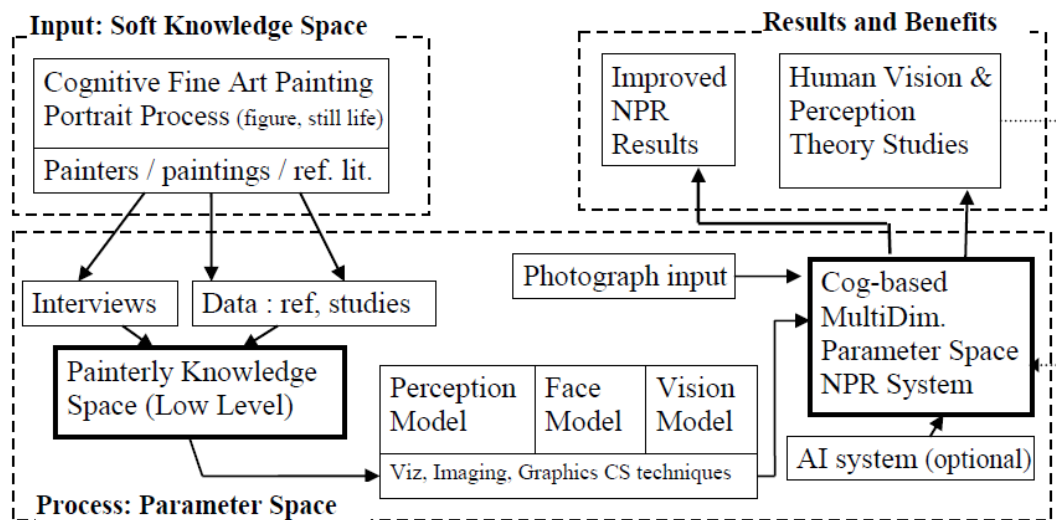 Input: Soft Knowledge Space
Cognitive Fine Art Painting
Portrait Process (figure, still life)
Painters / paintings / ref. lit.
Results and Benefits
Improved
NPR
Results
Human Vision &
Perception
Theory Studies
Interviews
Data : ref, studies
Painterly Knowledge
Space (Low Level)
Photograph input
Perception
Model
Face
Model
Vision
Model
Viz, Imaging, Graphics CS techniques
Cog-based
MultiDim.
Parameter Space
NPR System
AI system (optional)
Process: Parameter Space